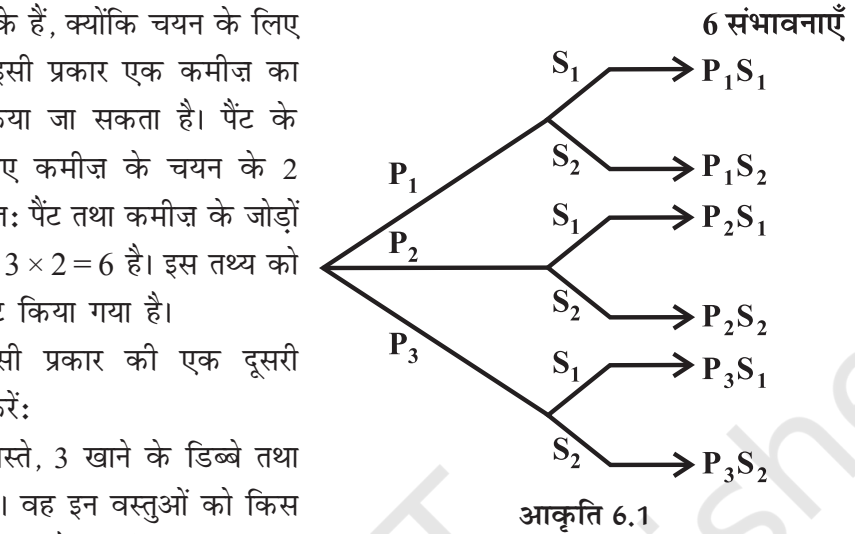 के हैं, क्योंकि चयन के लिए
इसी प्रकार एक कमीज़ का
जा सकता है। पैंट के
कमीज़ के चयन के 2
पैंट तथा कमीज़ के जोड़ों
3 × 2 = 6 है। इस तथ्य को
किया गया है।
प्रकार की एक दूसरी
करें:
3 खाने के डिब्बे तथा
वह इन वस्तुओं को किस
6 संभावनाएँ
S₁ P₁S₁
P₁ S₂ P₁S₂
S₁ P₂S₁
P₂
S₂ P₂S₂
P₃ S₁ P₃S₁
S₂ P₃S₂
आकृति 6.1